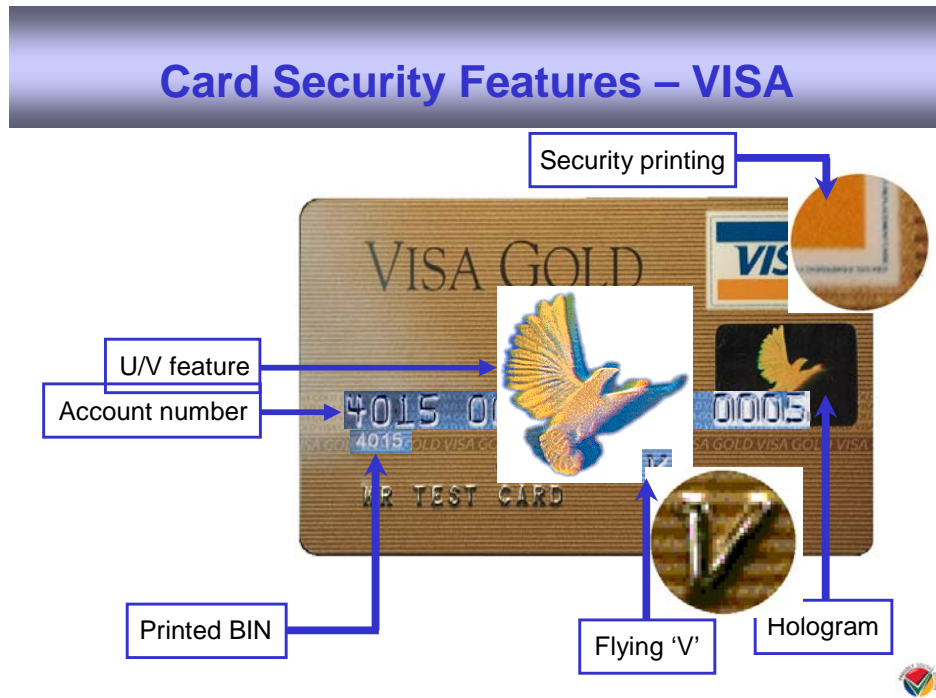 Card Security Features – VISA
Security printing
VISA GOLD
VIS
U/V feature
Account number
4015 00
0005
4015
GOLD VISA GO
A GOLD VISA GOLD VISA
MR TEST CARD
V
Printed BIN
Flying ‘V’
Hologram